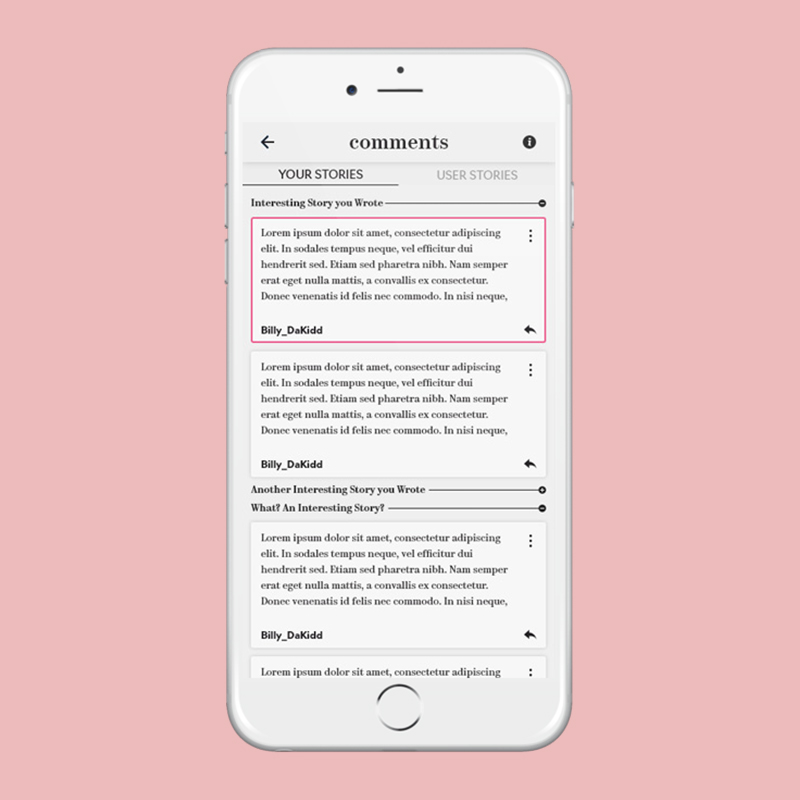 comments
YOUR STORIES
USER STORIES
Interesting Story you Wrote
Lorem ipsum dolor sit amet, consectetur adipiscing
elit. In sodales tempus neque, vel efficitur dui
hendrerit sed. Etiam sed pharetra nibh. Nam semper
erat eget nulla mattis, a convallis ex consectetur.
Donec venenatis id felis nec commodo. In nisi neque,
Billy_DaKidd
Lorem ipsum dolor sit amet, consectetur adipiscing
elit. In sodales tempus neque, vel efficitur dui
hendrerit sed. Etiam sed pharetra nibh. Nam semper
erat eget nulla mattis, a convallis ex consectetur.
Donec venenatis id felis nec commodo. In nisi neque,
Billy_DaKidd
Another Interesting Story you Wrote
What? An Interesting Story?
Lorem ipsum dolor sit amet, consectetur adipiscing
elit. In sodales tempus neque, vel efficitur dui
hendrerit sed. Etiam sed pharetra nibh. Nam semper
erat eget nulla mattis, a convallis ex consectetur.
Donec venenatis id felis nec commodo. In nisi neque,
Billy_DaKidd
Lorem ipsum dolor sit amet, consectetur adipiscing